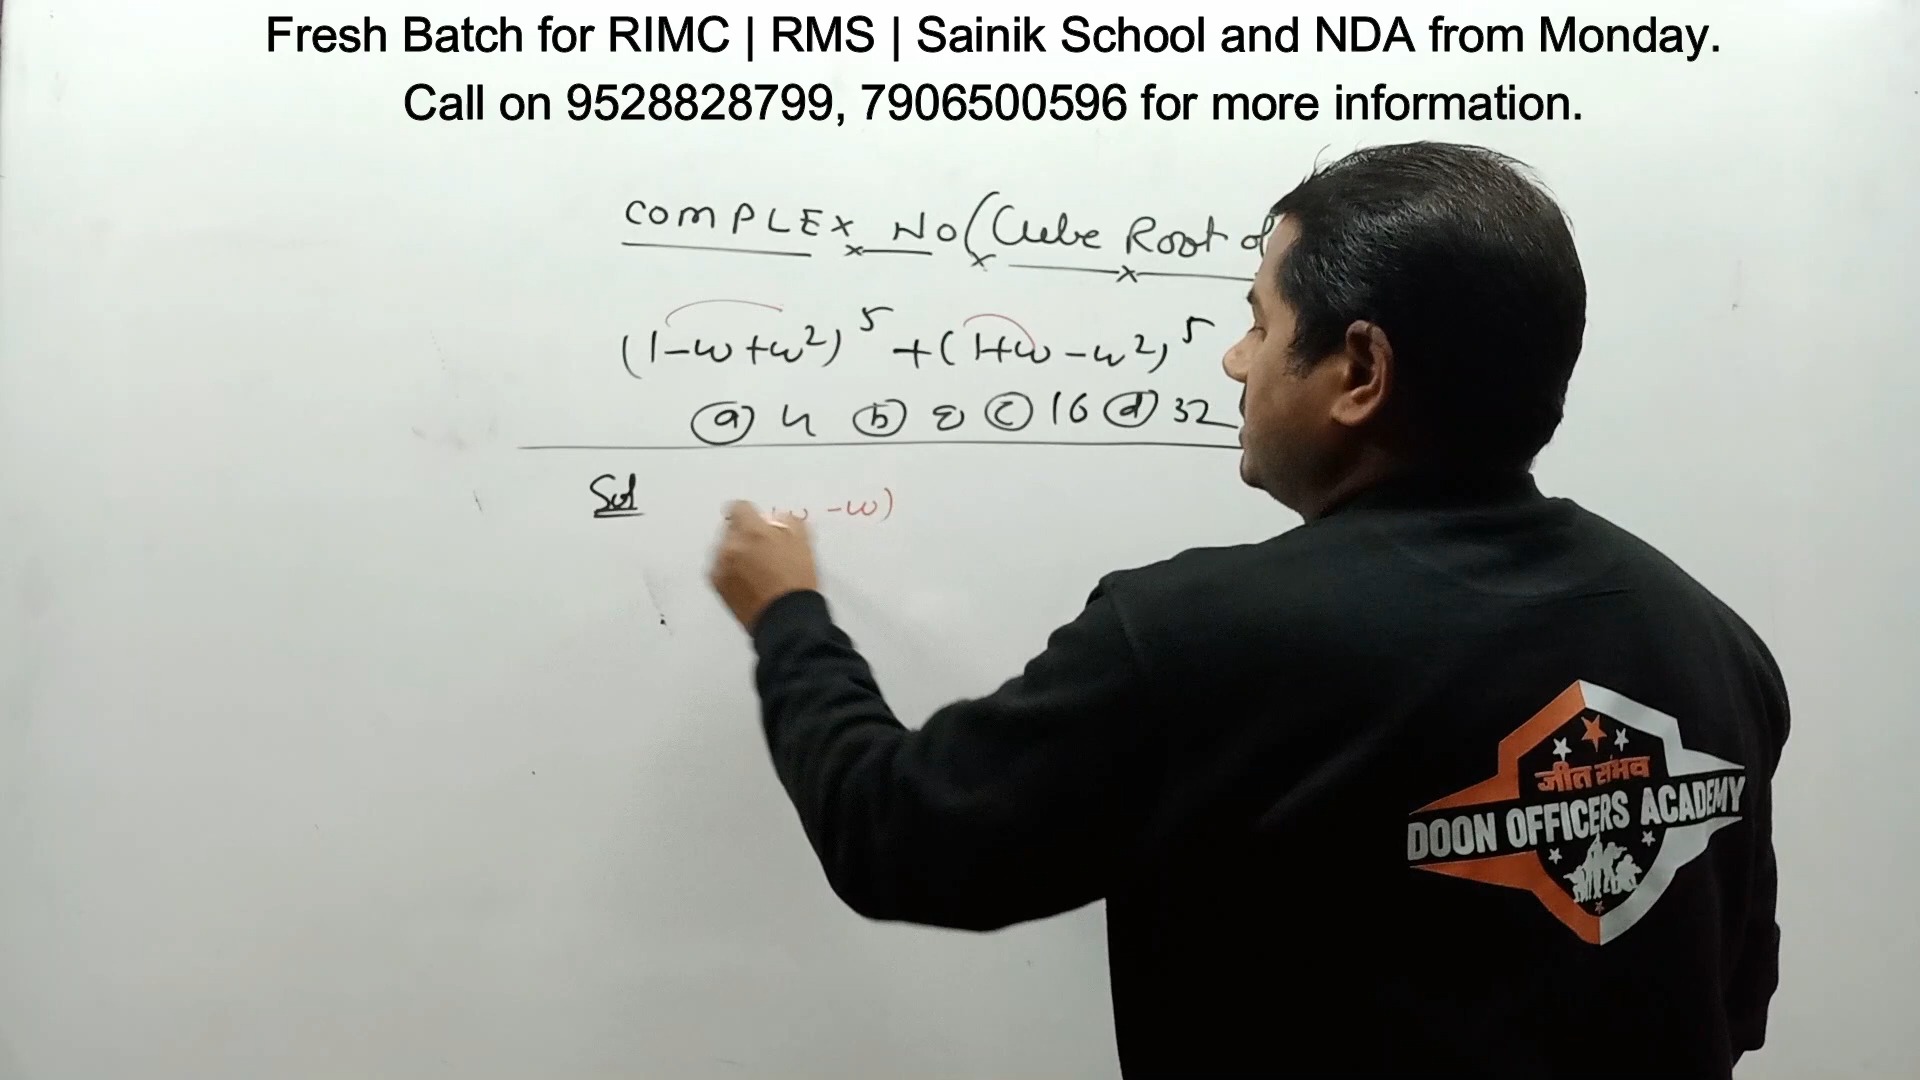 Fresh Batch for RIMC | RMS | Sainik School and NDA from Monday.
Call on 9528828799, 7906500596 for more information.
COMPLEX NO (Cube Root of
(1-ω+ω²)⁵+(1+ω-ω²)⁵
(a) 4 (b) 8 (c) 16 (d) 32
Sol
-ω)
जीत संभव
DOON OFFICERS ACADEMY